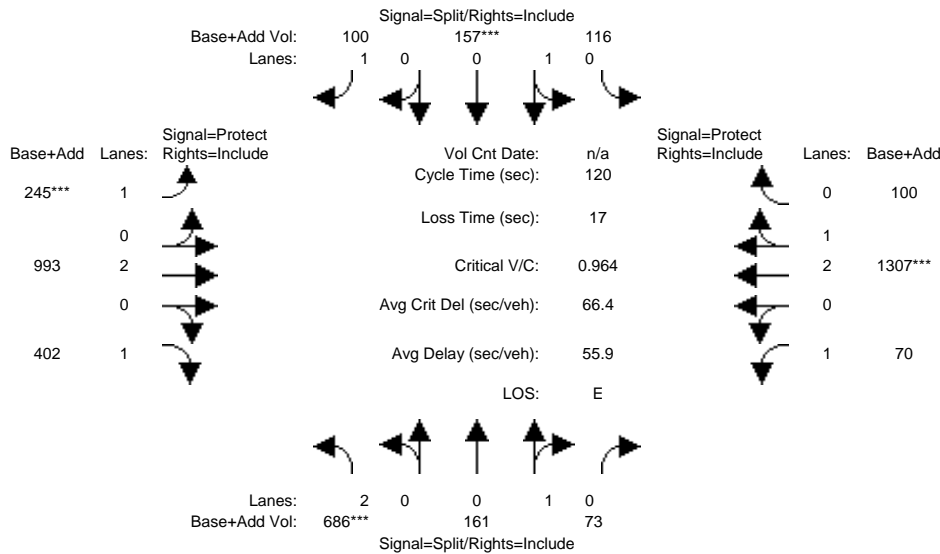 Signal=Split/Rights=Include
Base+Add Vol: 100 157*** 116
Lanes: 1 0 0 1 0
Signal=Protect Signal=Protect
Base+Add Lanes: Rights=Include Vol Cnt Date: n/a Rights=Include Lanes: Base+Add
Cycle Time (sec): 120
245*** 1 0 100
Loss Time (sec): 17
0 1
993 2 Critical V/C: 0.964 2 1307***
0 Avg Crit Del (sec/veh): 66.4 0
402 1 Avg Delay (sec/veh): 55.9 1 70
LOS: E
Lanes: 2 0 0 1 0
Base+Add Vol: 686*** 161 73
Signal=Split/Rights=Include